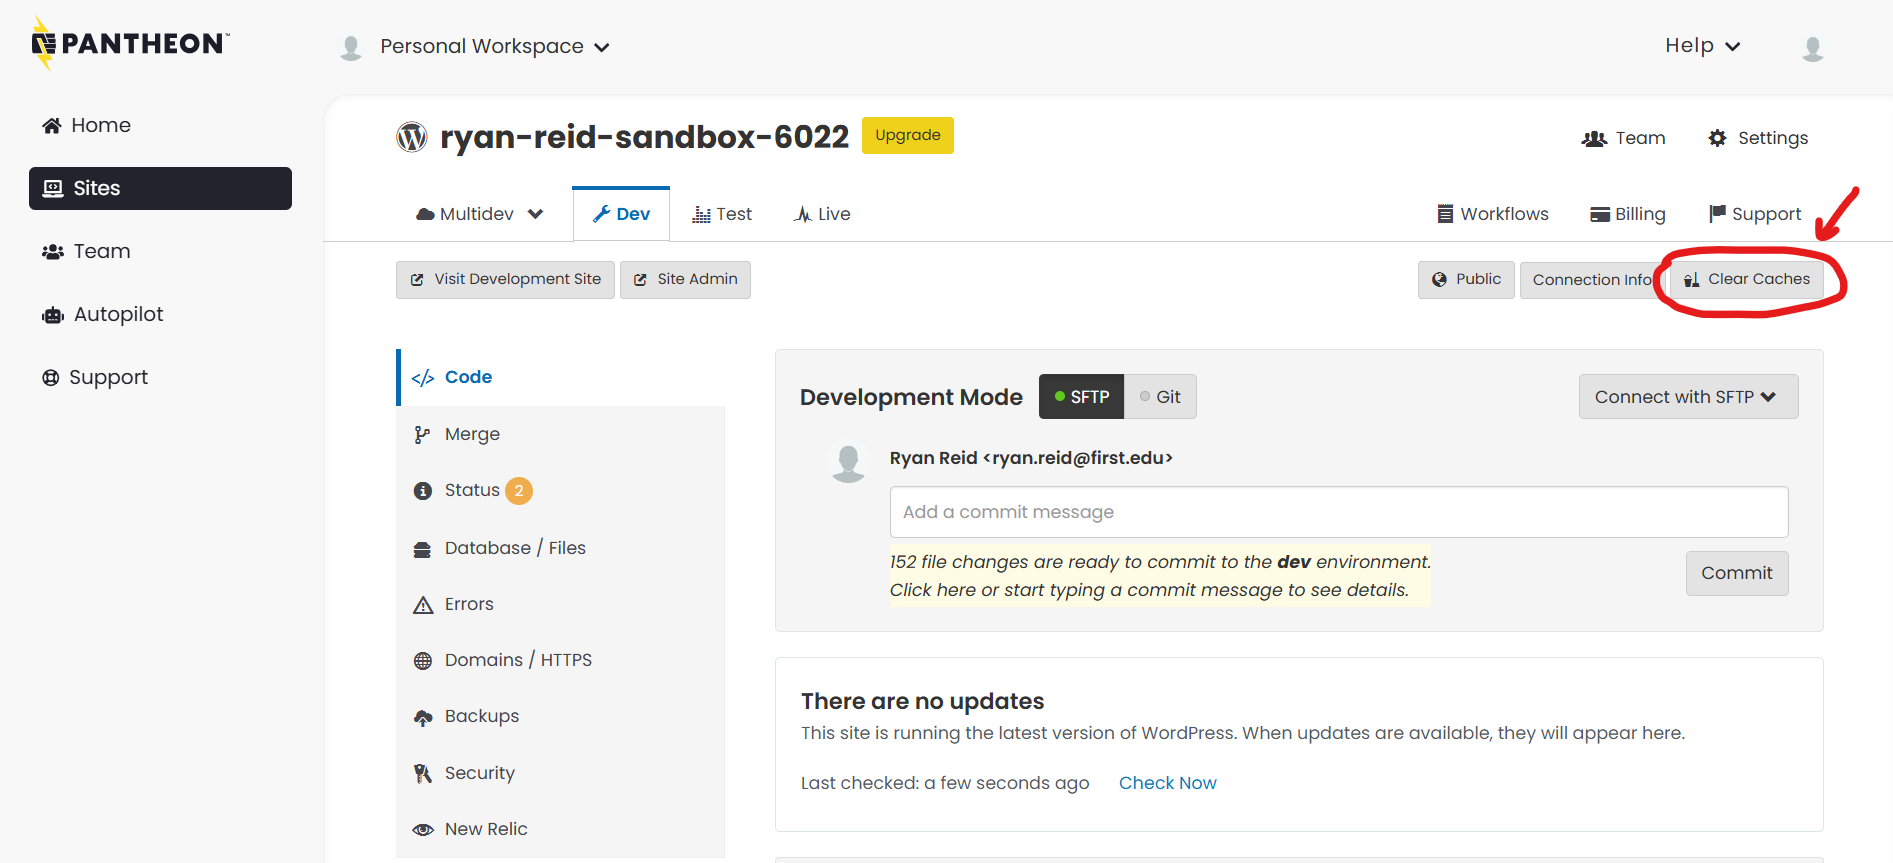 PANTHEON™
Personal Workspace
Help
Home
Sites
Team
Autopilot
Support
ryan-reid-sandbox-6022
Upgrade
Team
Settings
Multidev
Dev
Test
Live
Workflows
Billing
Support
Visit Development Site
Site Admin
Public
Connection Info
Clear Caches
Code
Merge
Status 2
Database / Files
Errors
Domains / HTTPS
Backups
Security
New Relic
Development Mode
SFTP
Git
Connect with SFTP
Ryan Reid <ryan.reid@first.edu>
Add a commit message
152 file changes are ready to commit to the dev environment.
Click here or start typing a commit message to see details.
Commit
There are no updates
This site is running the latest version of WordPress. When updates are available, they will appear here.
Last checked: a few seconds ago Check Now